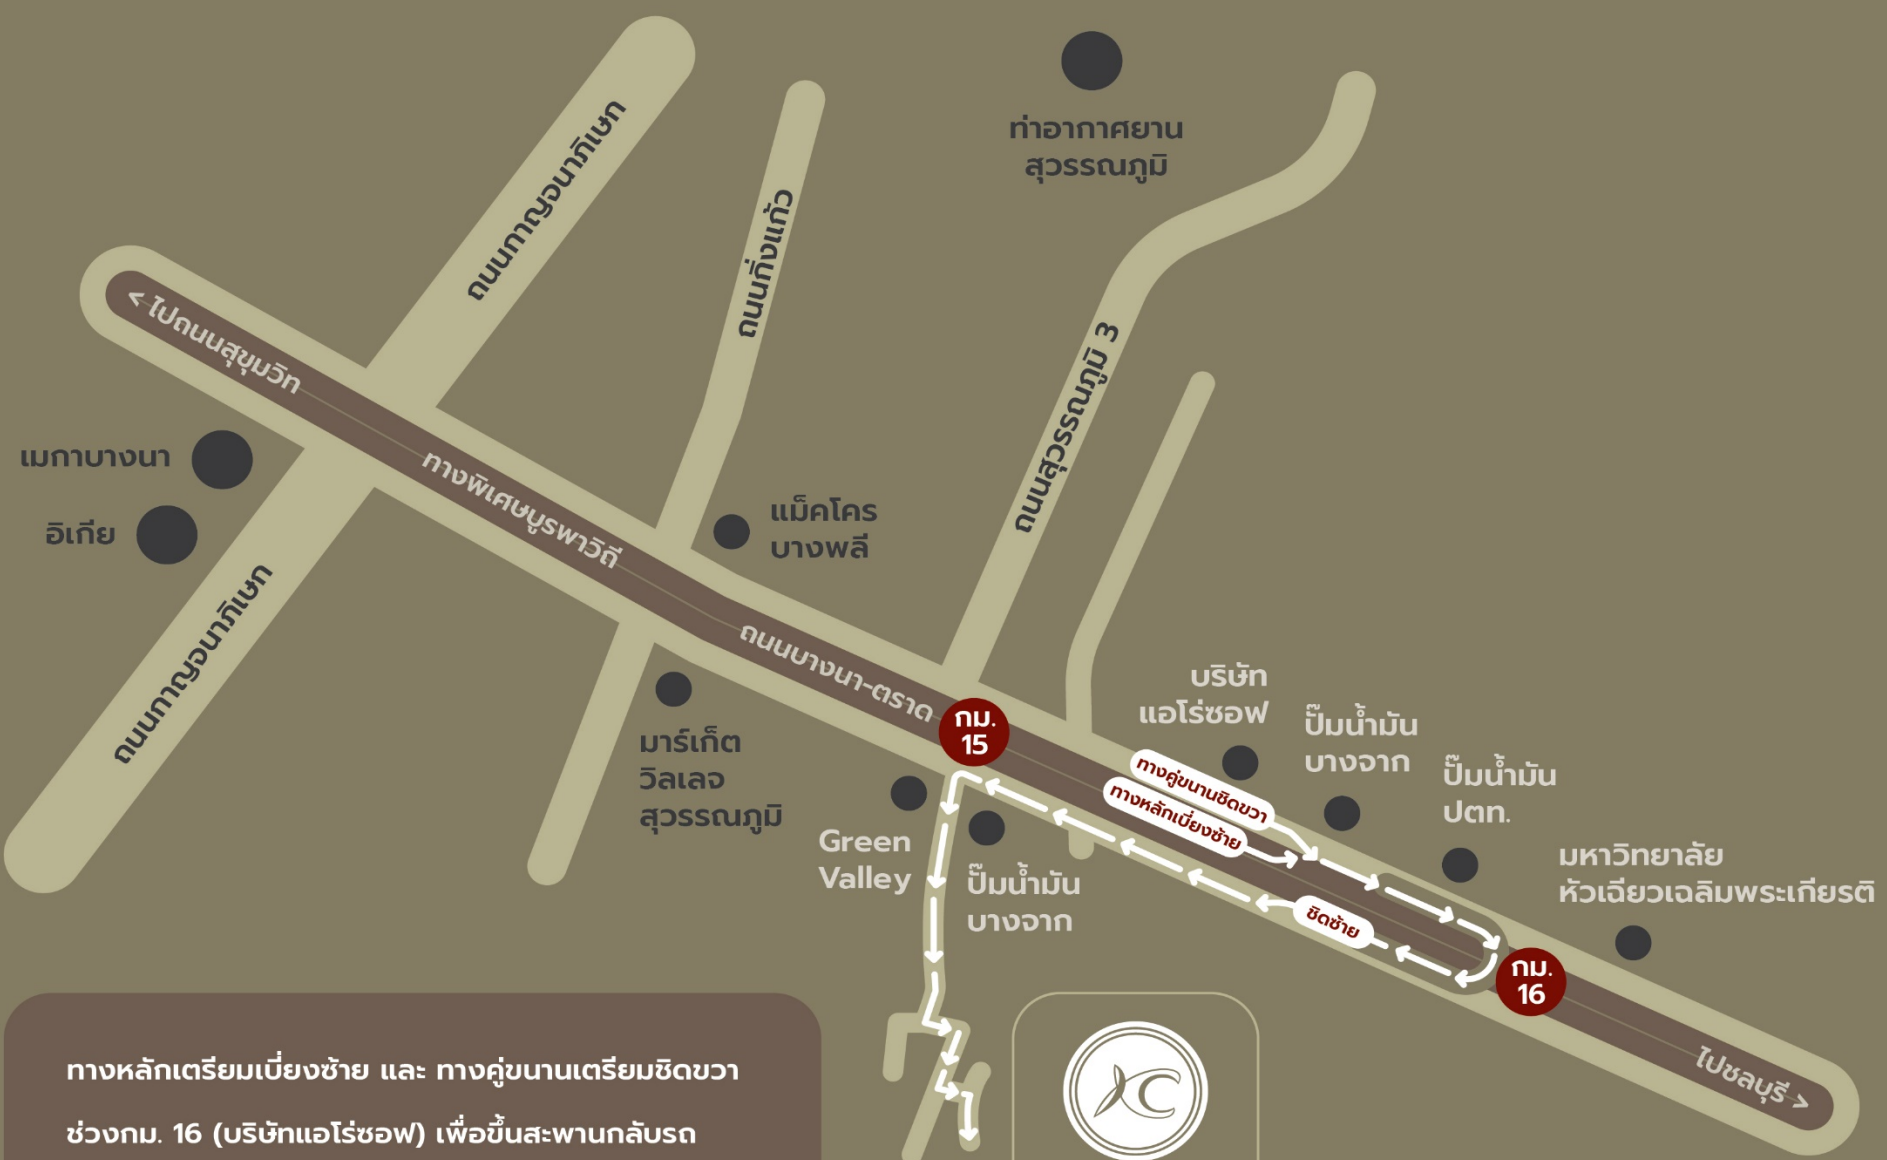 ท่าอากาศยาน
สุวรรณภูมิ
ถนนกาญจนาภิเษก
ถนนกิ่งแก้ว
ถนนสุวรรณภูมิ 3
< ไปถนนสุขุมวิท
เมกาบางนา
อิเกีย
ทางพิเศษบูรพาวิถี
แม็คโคร
บางพลี
ถนนกาญจนาภิเษก
ถนนบางนา-ตราด
มาร์เก็ต
วิลเลจ
สุวรรณภูมิ
กม.
15
บริษัท
แอโร่ซอฟ
ปั๊มน้ำมัน
บางจาก
ปั๊มน้ำมัน
ปตท.
ทางคู่ขนานชิดขวา
ทางหลักเบี่ยงซ้าย
Green
Valley
ปั๊มน้ำมัน
บางจาก
ชิดซ้าย
มหาวิทยาลัย
หัวเฉียวเฉลิมพระเกียรติ
กม.
16
ไปชลบุรี >
ทางหลักเตรียมเบี่ยงซ้าย และ ทางคู่ขนานเตรียมชิดขวา
ช่วงกม. 16 (บริษัทแอโร่ซอฟ) เพื่อขึ้นสะพานกลับรถ